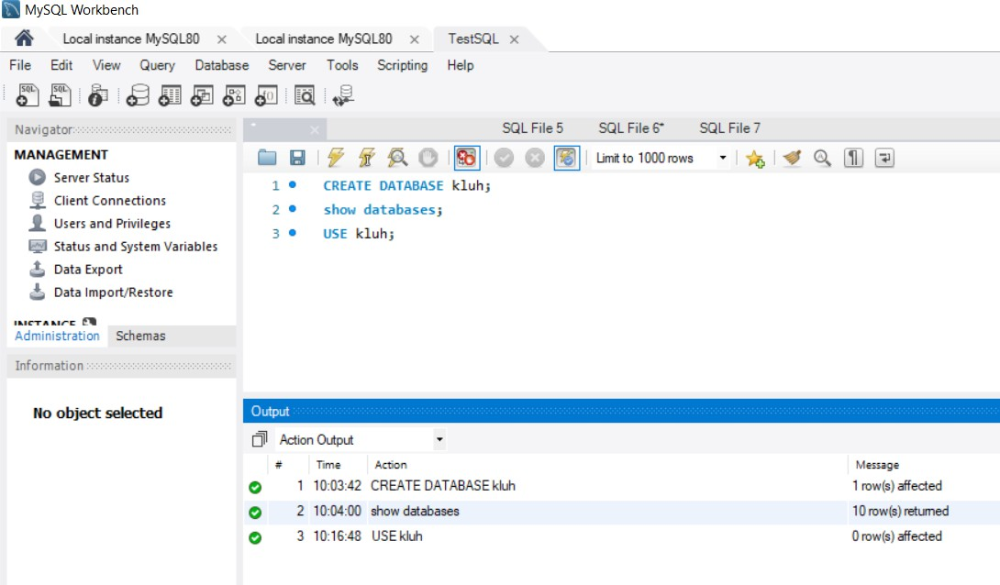 MySQL Workbench
Local instance MySQL80 Local instance MySQL80 TestSQL
File Edit View Query Database Server Tools Scripting Help
Navigator
SQL File 5 SQL File 6* SQL File 7
MANAGEMENT
Server Status
Client Connections
Users and Privileges
Status and System Variables
Data Export
Data Import/Restore
INSTANCE
Administration Schemas
Information
No object selected
Limit to 1000 rows
1 CREATE DATABASE kluh;
2 show databases;
3 USE kluh;
Output
Action Output
# Time Action Message
1 10:03:42 CREATE DATABASE kluh 1 row(s) affected
2 10:04:00 show databases 10 row(s) returned
3 10:16:48 USE kluh 0 row(s) affected